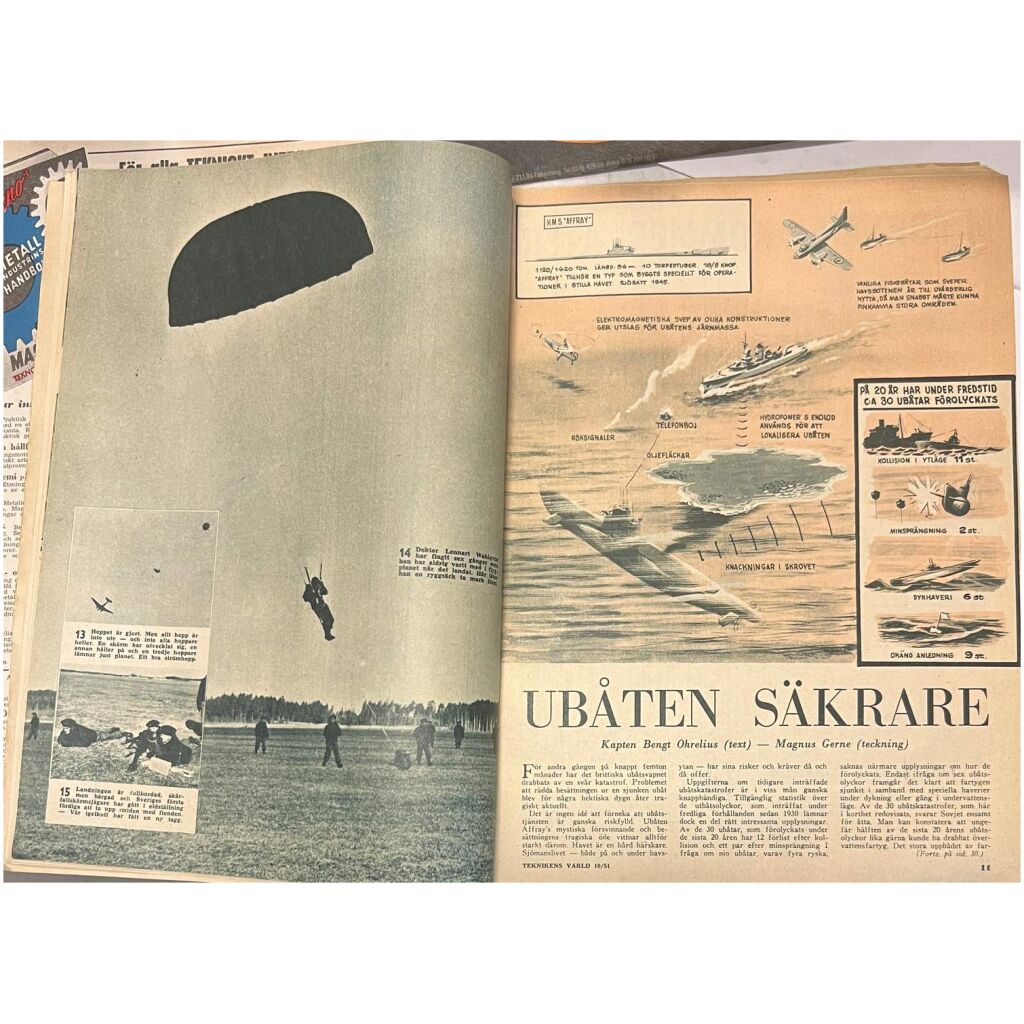 För alla TEKNISKT
ETALL
INDUSTRINS
HANDBO
MAS
TEKNO
14 Doktor Lennart
har flugit sex gånger men
han har aldrig varit med i flyg-
planet när det landat. Här låter
han en ryggsäck ta mark först.
13 Hoppet är gjort. Men allt hopp är
inte ute — och inte alla hoppare
heller. En skärm har utvecklat sig, en
annan håller på och en tredje hoppare
lämnar just planet. Ett bra strömhopp.
15 Landningen är fullbordad, skär-
men bärgad och Sveriges första
fallskärmsjägare har gått i eldställning
färdiga att ta upp striden med fienden.
— Vår igelkott har fått en ny tagg.
H.M.S "AFFRAY"
1120/1620 TON. LÄNGD: 86 m. 10 TORPEDTUBER. 18/8 KNOP.
"AFFRAY" TILLHÖR EN TYP SOM BYGGTS SPECIELLT FÖR OPERA-
TIONER I STILLA HAVET. SJÖSATT 1945.
VANLIGA FISKEBÅTAR SOM SVEPER
HAVSBOTTNEN ÄR TILL OVÄRDERLIG
NYTTA, DÅ MAN SNABBT MÅSTE KUNNA
FINKAMMA STORA OMRÅDEN.
ELEKTROMAGNETISKA SVEP AV OLIKA KONSTRUKTIONER
GER UTSLAG FÖR UBÅTENS JÄRNMASSA.
RÖKSIGNALER
TELEFONBOJ
HYDROFONER & EKOLOD
ANVÄNDS FÖR ATT
LOKALISERA UBÅTEN
OLJEFLÄCKAR
KNACKNINGAR I SKROVET
PÅ 20 ÅR HAR UNDER FREDSTID
CA 30 UBÅTAR FÖROLYCKATS
KOLLISION I YTLÄGE 11 st.
MINSPRÄNGNING 2 st.
DYKHAVERI 6 st
OKÄND ANLEDNING 9 st.
UBÅTEN SÄKRARE
Kapten Bengt Ohrelius (text) — Magnus Gerne (teckning)
För andra gången på knappt femton
månader har det brittiska ubåtsvapnet
drabbats av en svår katastrof. Problemet
att rädda besättningen ur en sjunken ubåt
blev för några hektiska dygn åter tra-
giskt aktuellt.
Det är ingen idé att förneka att ubåts-
tjänsten är ganska riskfylld. Ubåten
Affray's mystiska försvinnande och be-
sättningens tragiska öde vittnar alltför
starkt därom. Havet är en hård härskare.
Sjömanslivet — både på och under havs-
ytan — har sina risker och kräver då och
då offer.
Uppgifterna om tidigare inträffade
ubåtskatastrofer är i viss mån ganska
knapphändiga. Tillgänglig statistik över
de ubåtsolyckor, som inträffat under
fredliga förhållanden sedan 1930 lämnar
dock en del rätt intressanta upplysningar.
Av de 30 ubåtar, som förolyckats under
de sista 20 åren har 12 förlist efter kol-
lision och ett par efter minsprängning. I
fråga om nio ubåtar, varav fyra ryska,
saknas närmare upplysningar om hur de
förolyckats. Endast ifråga om sex ubåts-
olyckor framgår det klart att fartygen
sjunkit i samband med speciella haverier
under dykning eller gång i undervattens-
läge. Av de 30 ubåtskatastrofer, som här
i korthet redovisats, svarar Sovjet ensamt
för åtta. Man kan konstatera att unge-
fär hälften av de sista 20 årens ubåts-
olyckor lika gärna kunde ha drabbat över-
vattensfartyg. Det stora uppbådet av far-
(Forts. på sid. 30.)
TEKNIKENS VÄRLD 10/51
11